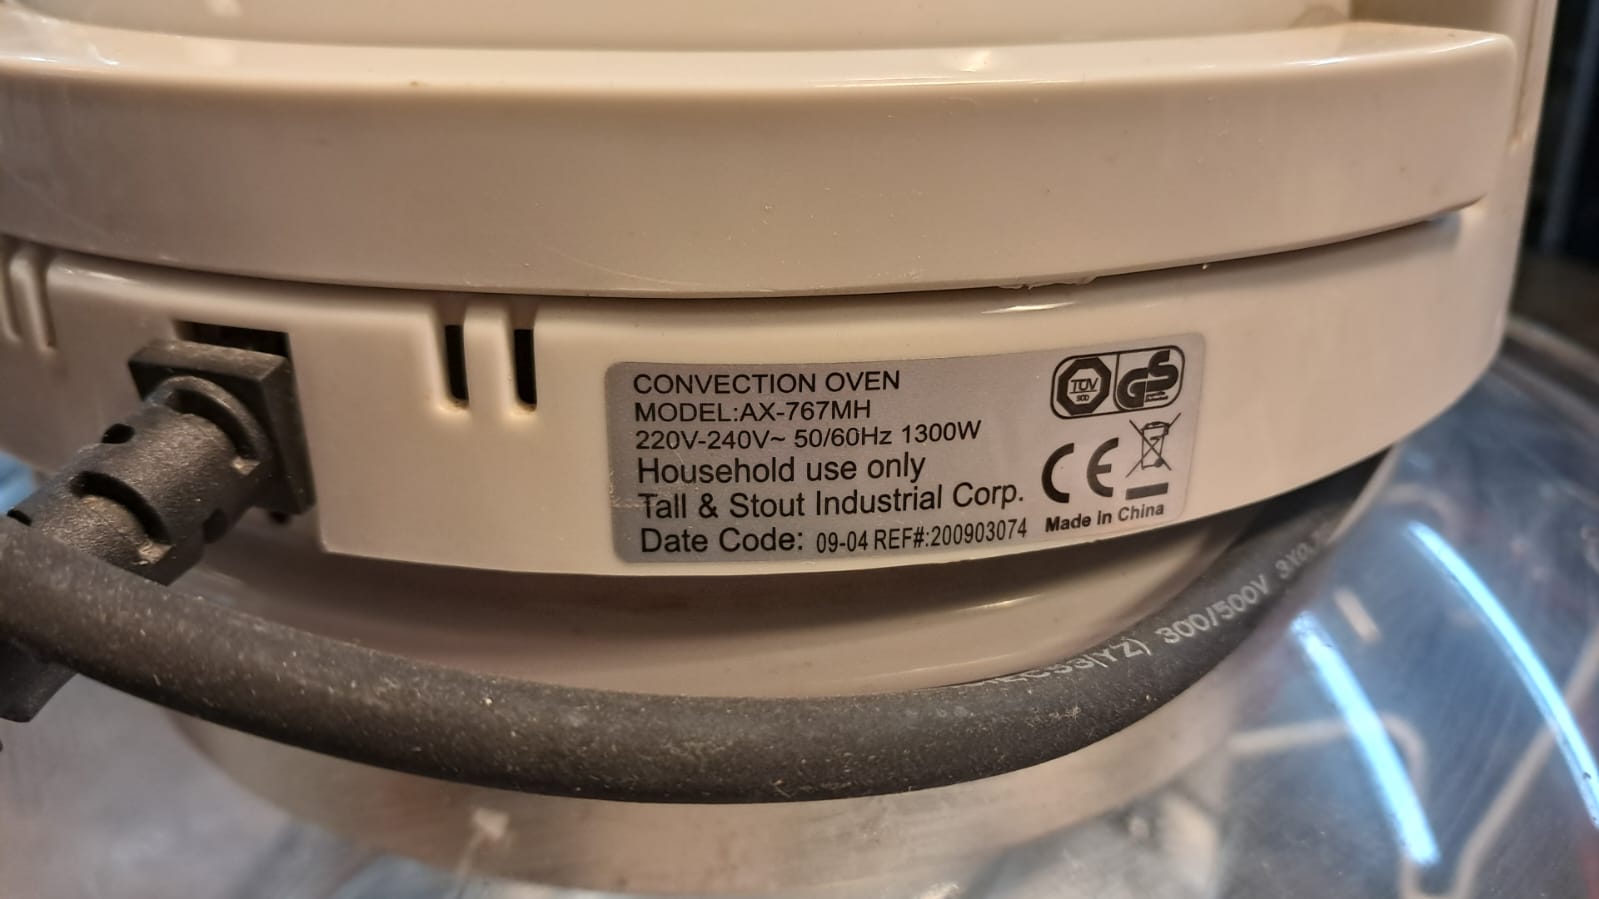 CONVECTION OVEN
MODEL:AX-767MH
220V-240V~ 50/60Hz 1300W
Household use only
Tall & Stout Industrial Corp.
Date Code: 09-04 REF#:200903074
TÜV
GS
CE
Made in China
300/500V